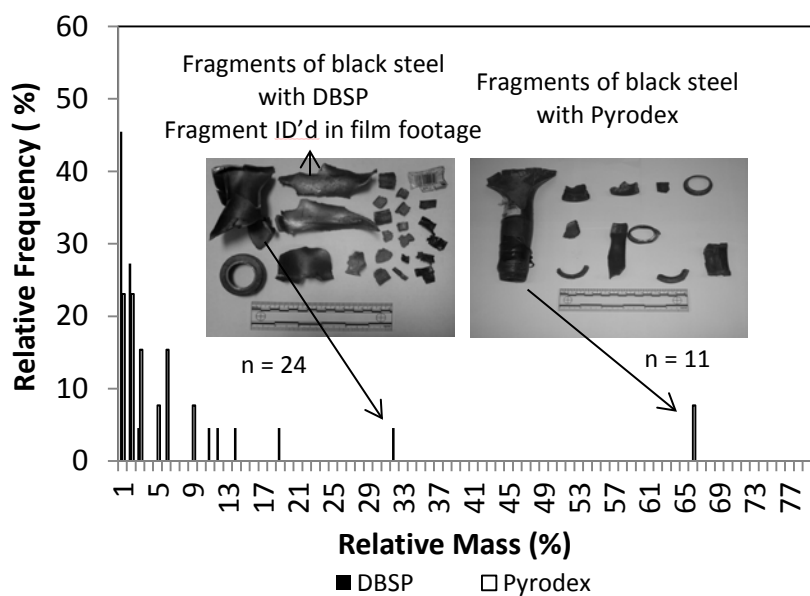 60
50
40
30
20
10
0
Relative Frequency ( %)
Fragments of black steel
with DBSP
Fragment ID'd in film footage
Fragments of black steel
with Pyrodex
n = 24
n = 11
1
5
9
13
17
21
25
29
33
37
41
45
49
53
57
61
65
69
73
77
Relative Mass (%)
DBSP
Pyrodex